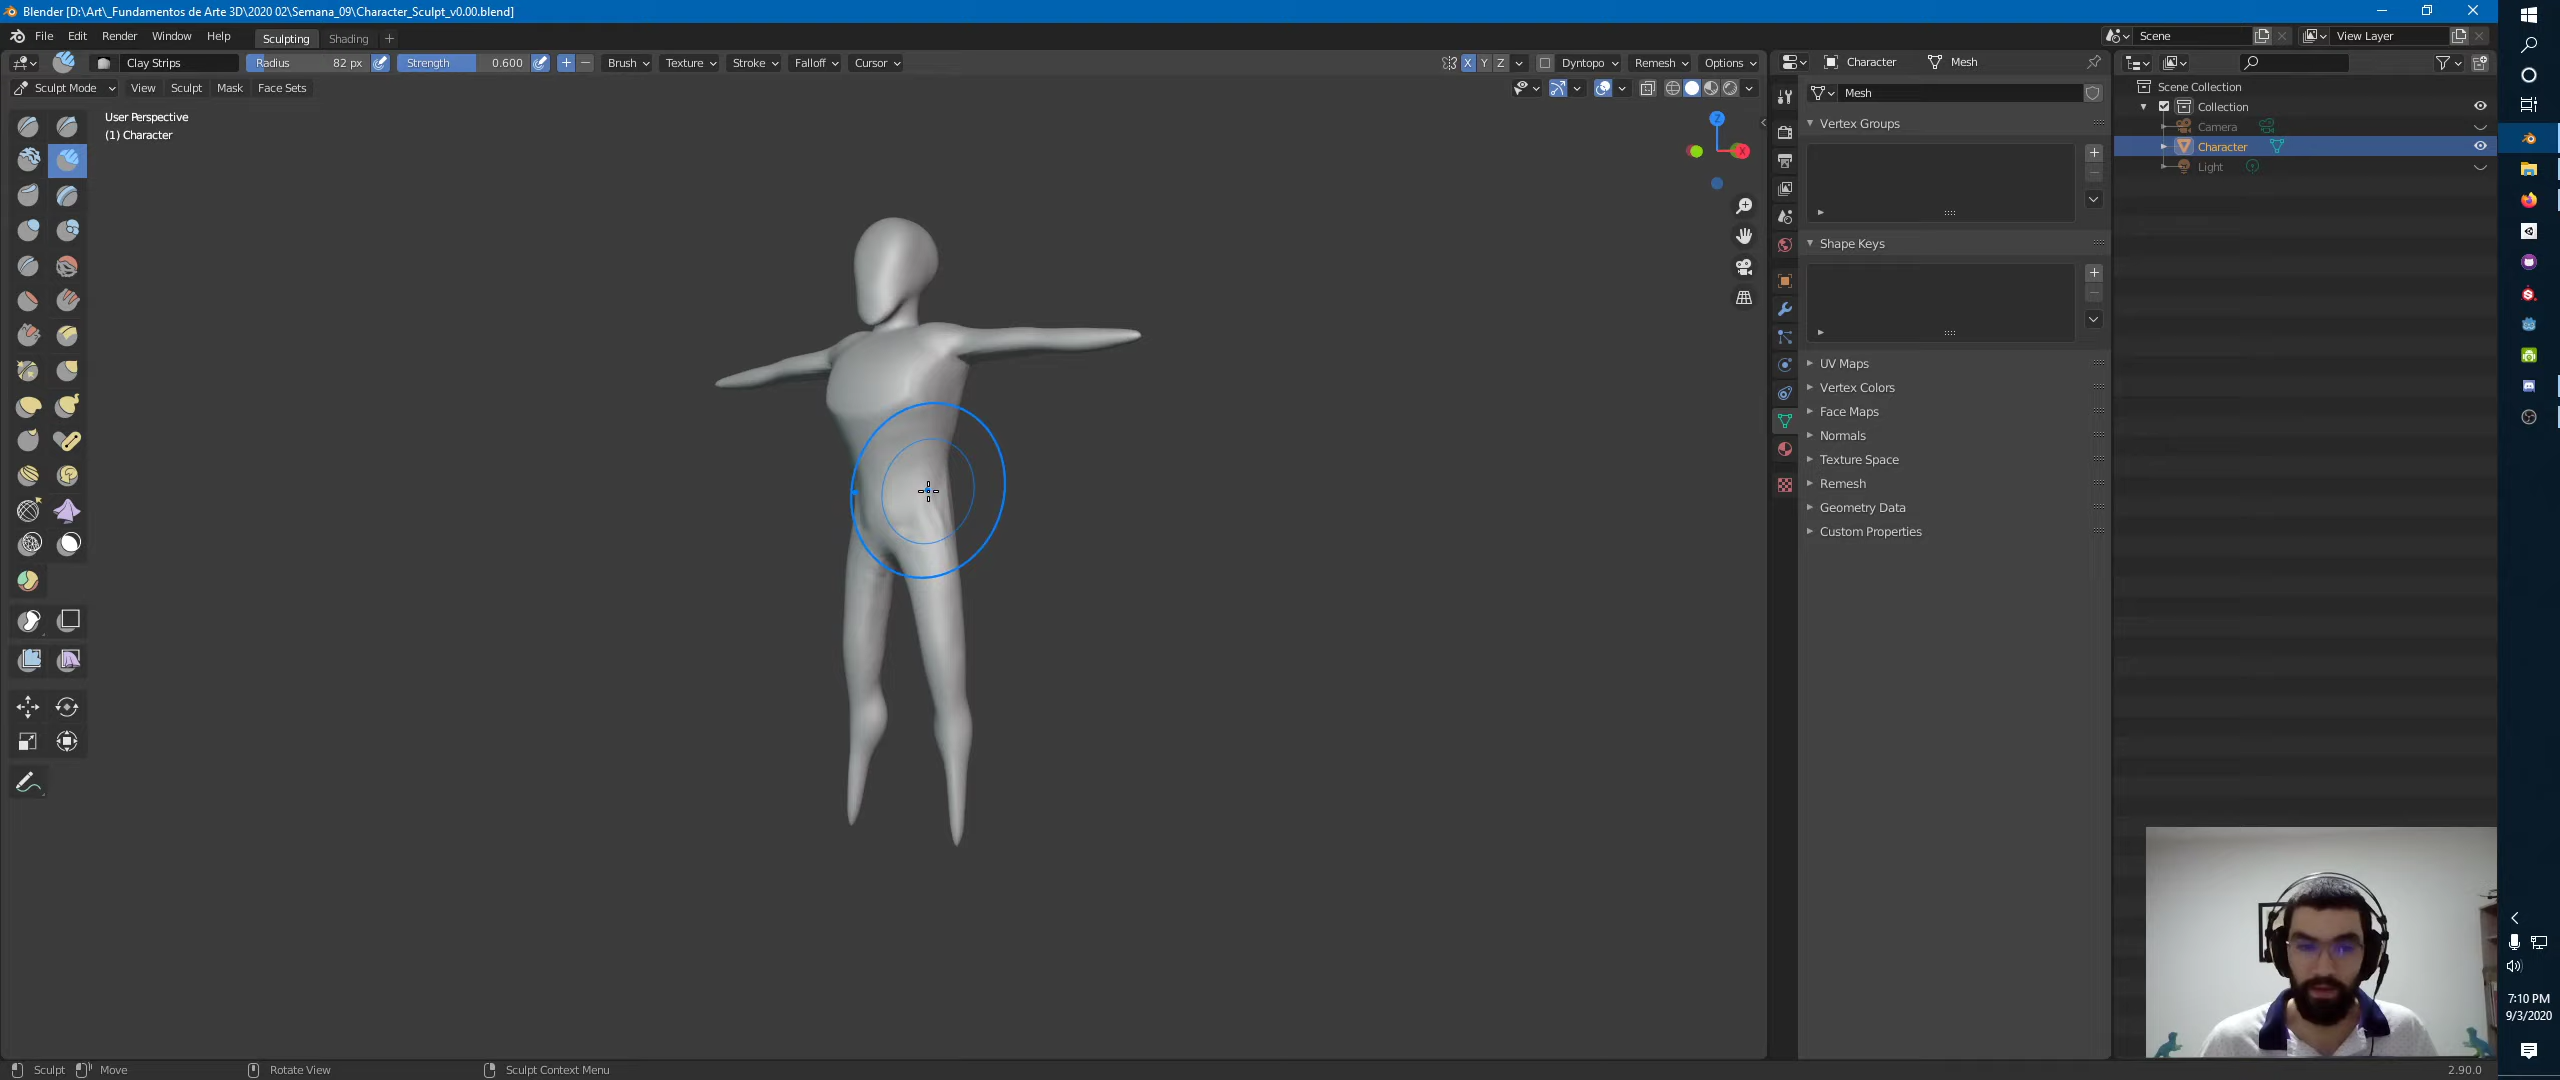 Blender [D:\Art\_Fundamentos de Arte 3D\2020 02\Semana_09\Character_Sculpt_v0.00.blend]
File Edit Render Window Help Sculpting Shading + Scene View Layer
Clay Strips Radius 82 px Strength 0.600 Brush Texture Stroke Falloff Cursor X Y Z Dyntopo Remesh Options Character Mesh
Sculpt Mode View Sculpt Mask Face Sets
User Perspective
(1) Character
Z
X
Mesh
Vertex Groups
Shape Keys
UV Maps
Vertex Colors
Face Maps
Normals
Texture Space
Remesh
Geometry Data
Custom Properties
Scene Collection
Collection
Camera
Character
Light
7:10 PM
9/3/2020
Sculpt Move Rotate View Sculpt Context Menu 2.90.0